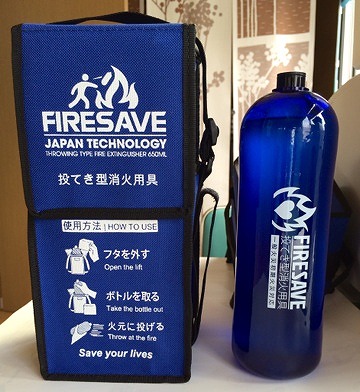 FIRESAVE
JAPAN TECHNOLOGY
THROWING TYPE FIRE EXTINGUISHER 650ML
投てき型消火用具
使用方法 | HOW TO USE
フタを外す
Open the lift
ボトルを取る
Take the bottle out
火元に投げる
Throw at the fire
Save your lives
FIRESAVE
投てき型消火用具